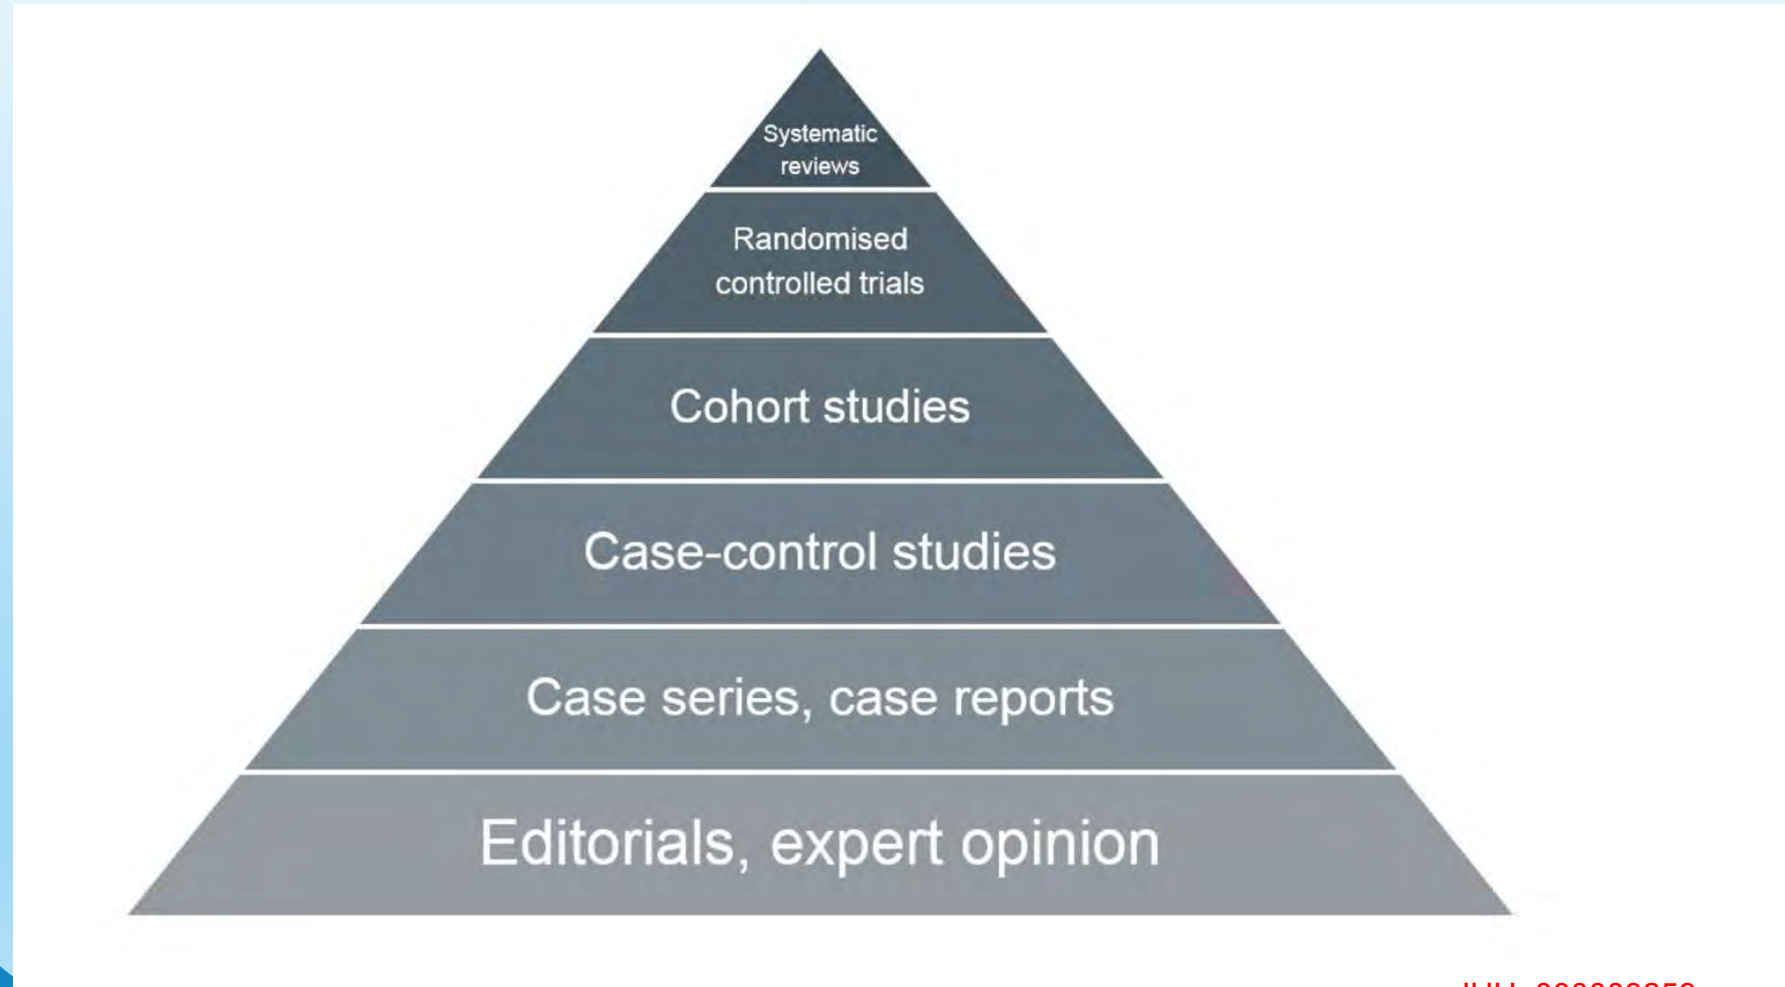 Systematic
reviews
Randomised
controlled trials
Cohort studies
Case-control studies
Case series, case reports
Editorials, expert opinion